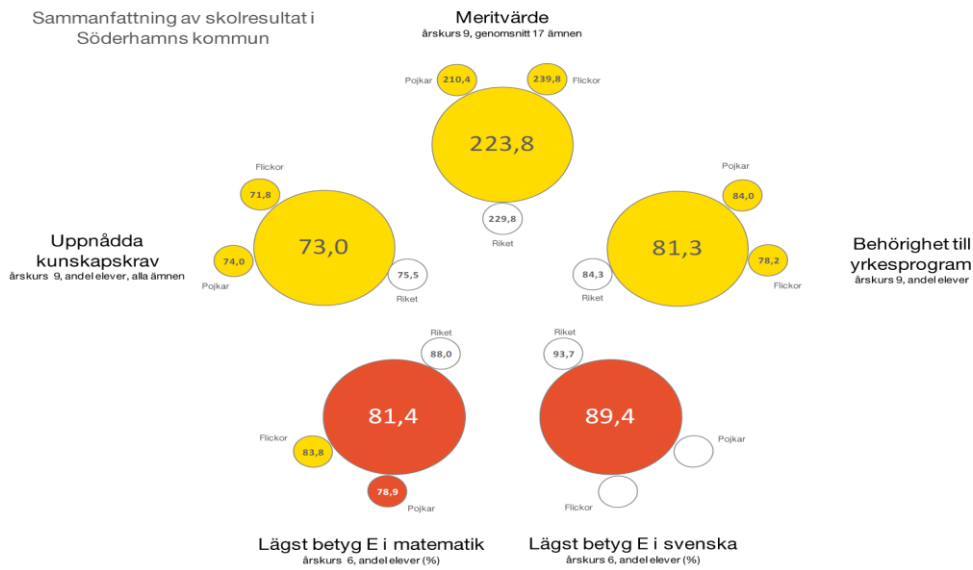 Sammanfattning av skolresultat i
Söderhamns kommun
Meritvärde
årskurs 9, genomsnitt 17 ämnen
Pojkar
210,4
239,8
Flickor
223,8
229,8
Riket
Flickor
71,8
73,0
74,0
Pojkar
75,5
Riket
Uppnådda
kunskapskrav
årskurs 9, andel elever, alla ämnen
Pojkar
84,0
81,3
78,2
Flickor
84,3
Riket
Behörighet till
yrkesprogram
årskurs 9, andel elever
Riket
88,0
81,4
Flickor
83,8
78,9
Pojkar
Lägst betyg E i matematik
årskurs 6, andel elever (%)
Riket
93,7
89,4
Pojkar
Flickor
Lägst betyg E i svenska
årskurs 6, andel elever (%)